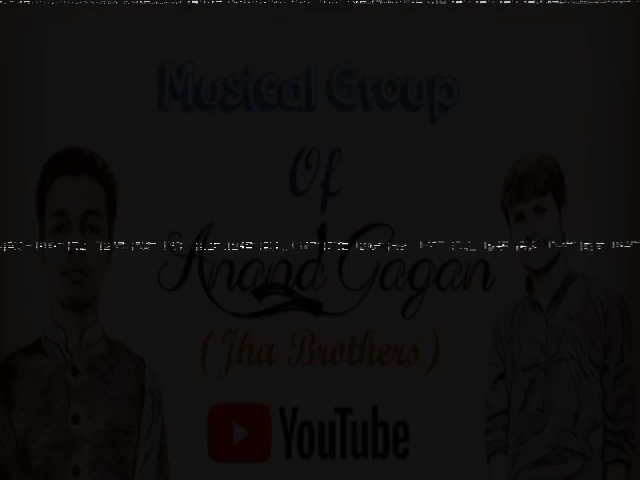 Musical Group
Of
Anand Gagan
(Jha Brothers)
YouTube